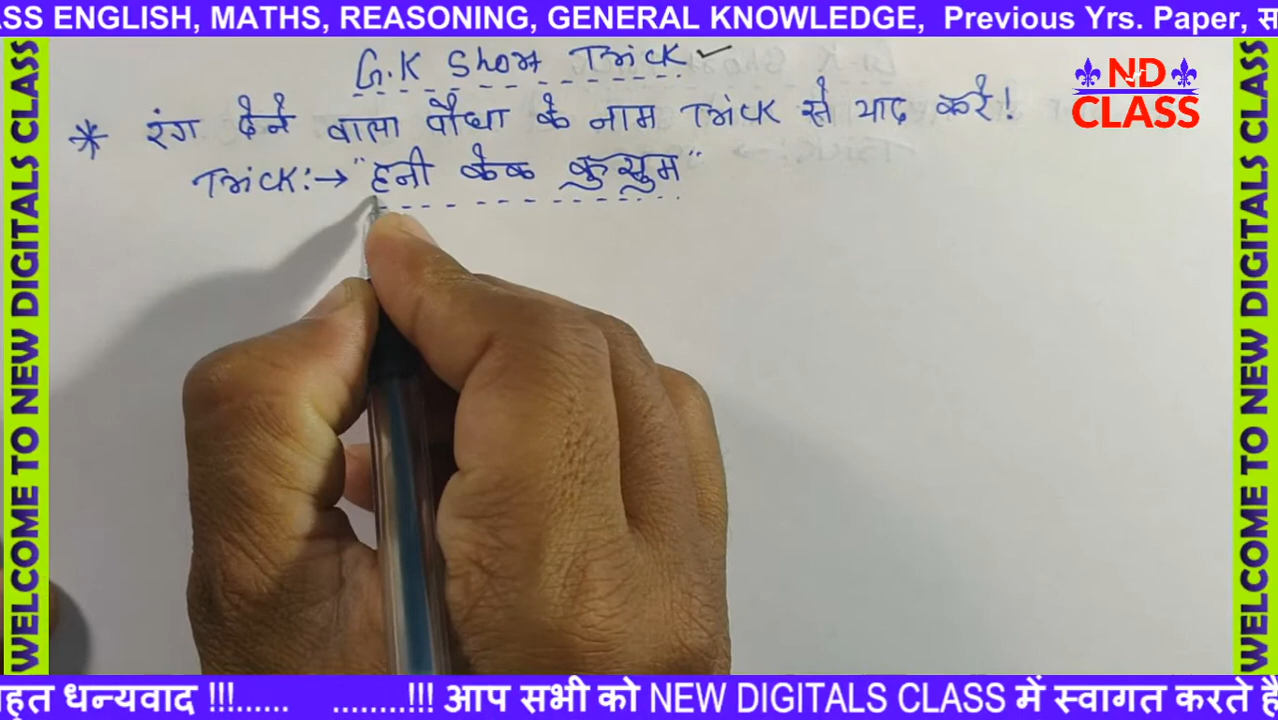 ASS ENGLISH, MATHS, REASONING, GENERAL KNOWLEDGE, Previous Yrs. Paper, स
G.K Short Trick ✓
ND
CLASS
* रंग देने वाला पौधा के नाम Trick से याद करे!
Trick:→ "हनी केक कुसुम"
WELCOME TO NEW DIGITALS CLASS
WELCOME TO NEW DIGITALS CLASS
हुत धन्यवाद !!!...... ........!!! आप सभी को NEW DIGITALS CLASS में स्वागत करते है